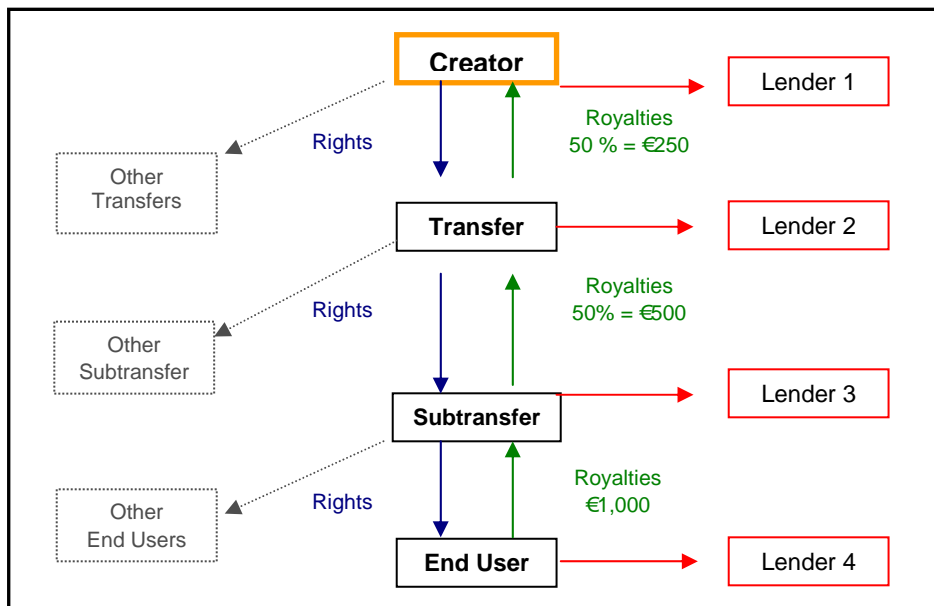 Creator
Lender 1
Royalties
50 % = €250
Rights
Other
Transfers
Transfer
Lender 2
Royalties
50% = €500
Rights
Other
Subtransfer
Subtransfer
Lender 3
Royalties
€1,000
Rights
Other
End Users
End User
Lender 4